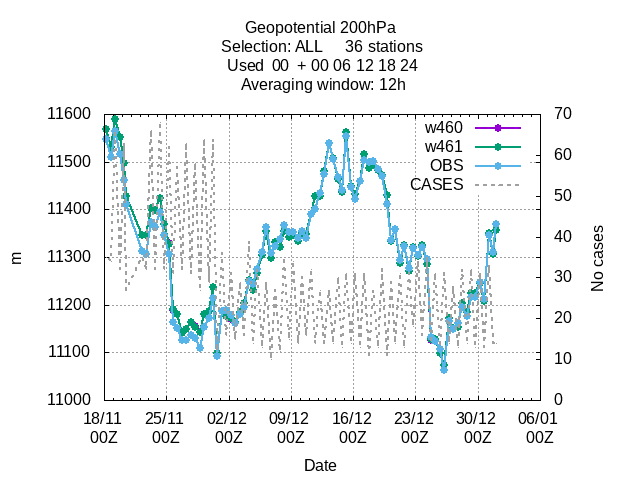 Geopotential 200hPa
Selection: ALL 36 stations
Used 00 + 00 06 12 18 24
Averaging window: 12h
11600
11500
11400
11300
11200
11100
11000
m
70
60
50
40
30
20
10
0
No cases
w460
w461
OBS
CASES
18/11 25/11 02/12 09/12 16/12 23/12 30/12 06/01
00Z 00Z 00Z 00Z 00Z 00Z 00Z 00Z
Date